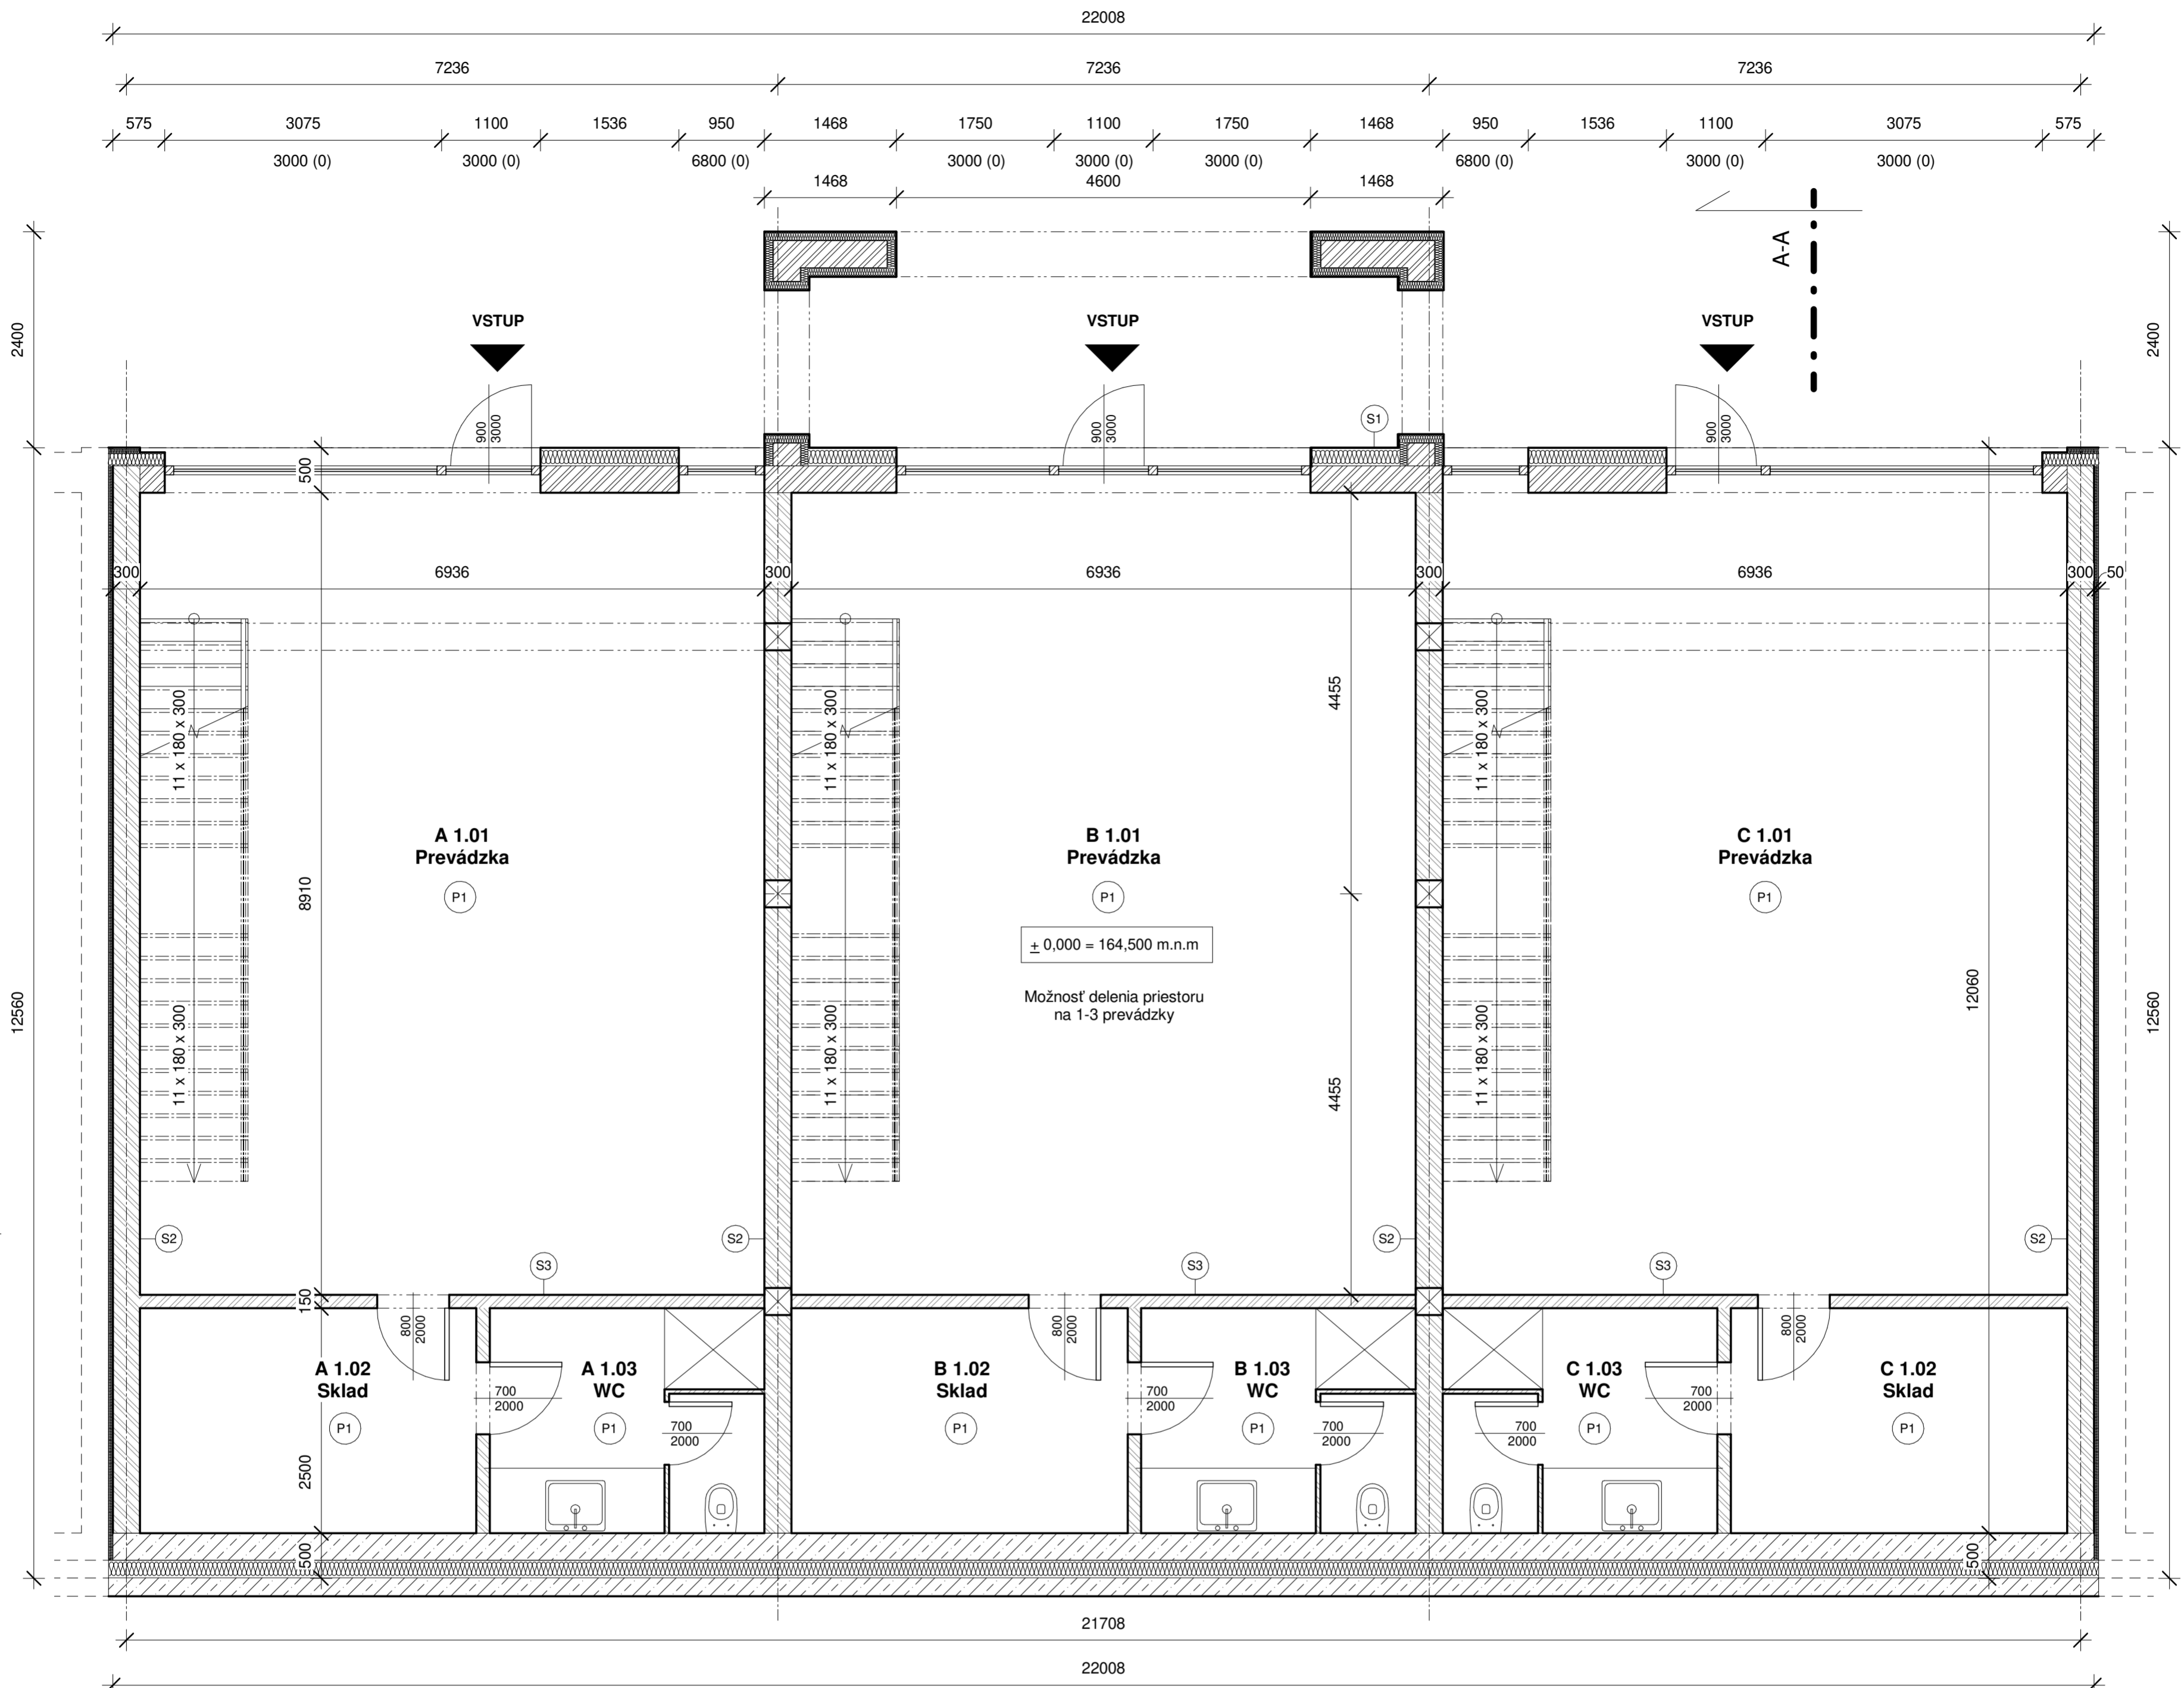 22008
7236 7236 7236
575 3075 1100 1536 950 1468 1750 1100 1750 1468 950 1536 1100 3075 575
3000 (0) 3000 (0) 6800 (0) 3000 (0) 3000 (0) 3000 (0) 6800 (0) 3000 (0) 3000 (0)
1468 4600 1468
A-A
2400 VSTUP VSTUP VSTUP 2400
900 3000 900 3000 S1 900 3000
500
300 6936 300 6936 300 6936 300 50
11 x 180 x 300 11 x 180 x 300 4455 11 x 180 x 300
A 1.01 B 1.01 C 1.01
Prevádzka Prevádzka Prevádzka
8910 P1 P1 P1
± 0,000 = 164,500 m.n.m
Možnosť delenia priestoru
na 1-3 prevádzky
12560 12060 12560
11 x 180 x 300 11 x 180 x 300 4455 11 x 180 x 300
S2 S2 S2 S2
S3 S3 S3
150
800 2000 800 2000 800 2000
A 1.02 A 1.03 B 1.02 B 1.03 C 1.03 C 1.02
Sklad WC Sklad WC WC Sklad
700 700 700
2000 2000 2000
P1 P1 P1 P1 P1 P1
700 700 700
2000 2000 2000
2500
500 500
21708
22008